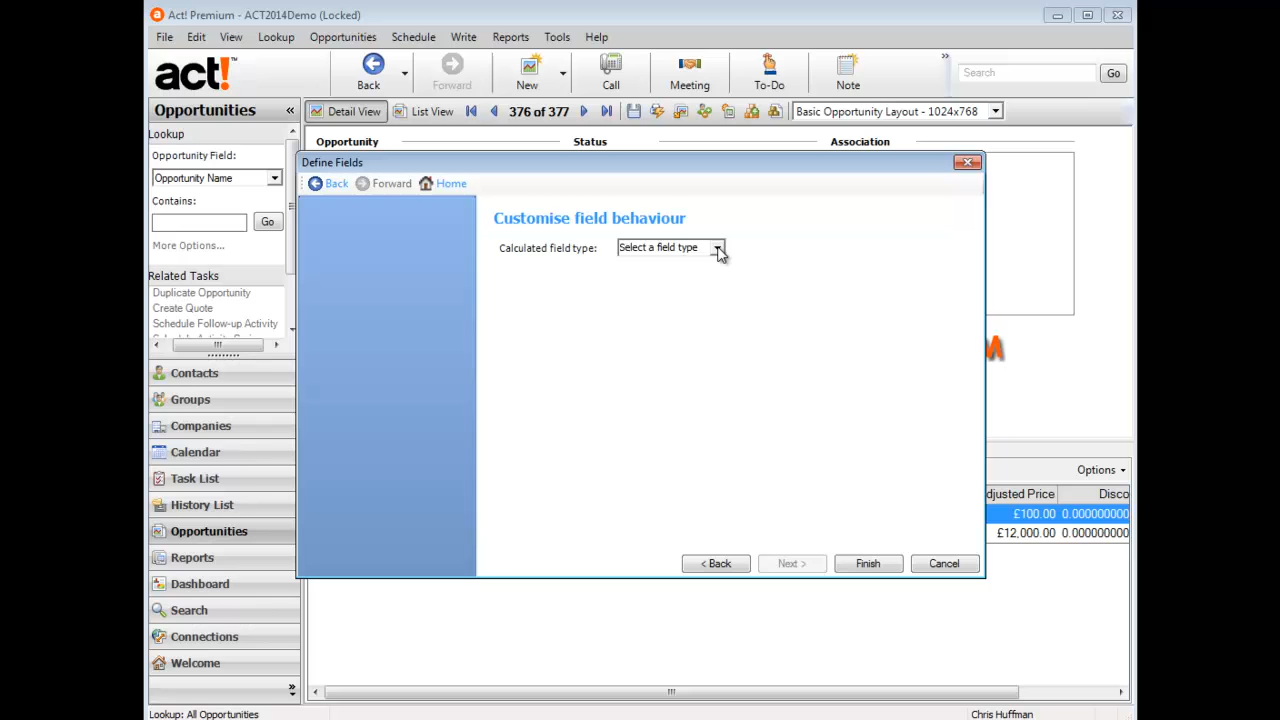 Act! Premium - ACT2014Demo (Locked)
File Edit View Lookup Opportunities Schedule Write Reports Tools Help
act!™ Back Forward New Call Meeting To-Do Note » Search Go
Opportunities « Detail View List View 376 of 377 Basic Opportunity Layout - 1024x768
Lookup
Opportunity Status Association
Opportunity Field:
Opportunity Name
Contains:
Go
More Options...
Related Tasks
Duplicate Opportunity
Create Quote
Schedule Follow-up Activity
Contacts
Groups
Companies
Calendar
Task List
History List
Opportunities
Reports
Dashboard
Search
Connections
Welcome
»
Define Fields
Back Forward Home
Customise field behaviour
Calculated field type: Select a field type
< Back Next > Finish Cancel
Options
djusted Price Disco
£100.00 0.000000000
£12,000.00 0.000000000
Lookup: All Opportunities Chris Huffman